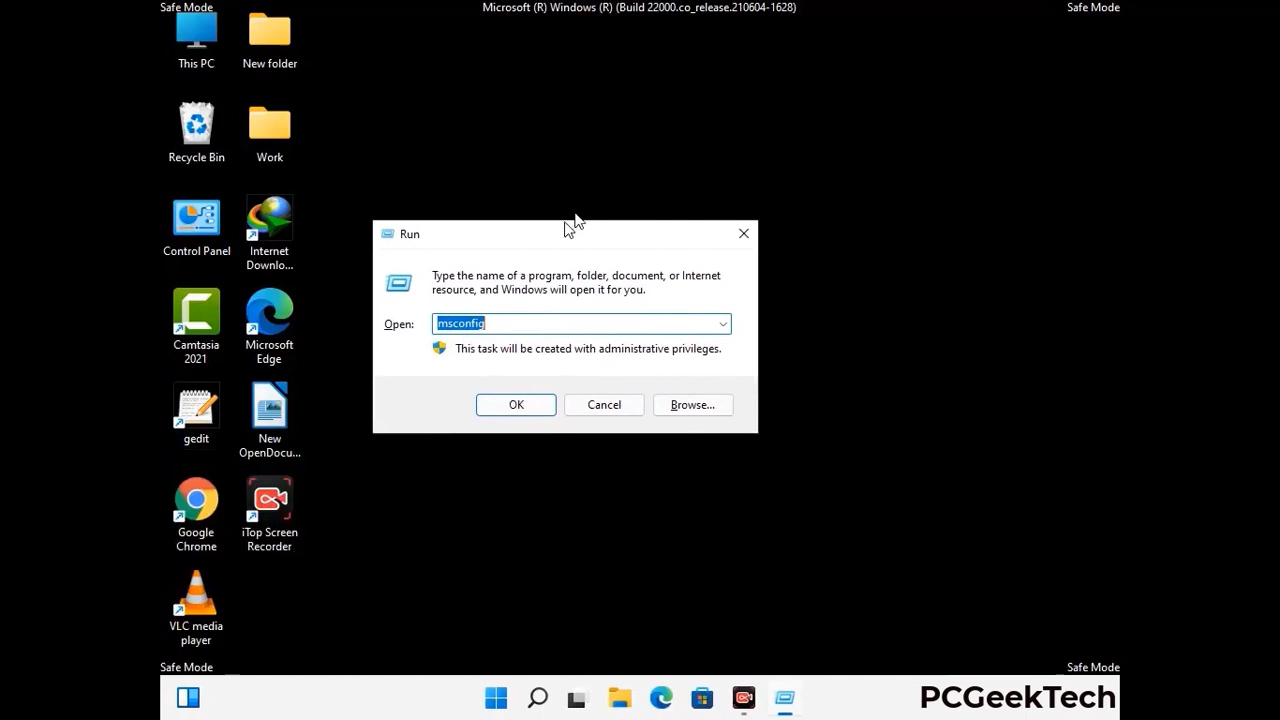 Safe Mode
Microsoft (R) Windows (R) (Build 22000.co_release.210604-1628)
Safe Mode
This PC
New folder
Recycle Bin
Work
Control Panel
Internet
Downlo...
Camtasia
2021
Microsoft
Edge
gedit
New
OpenDocu...
Google
Chrome
iTop Screen
Recorder
VLC media
player
Run
Type the name of a program, folder, document, or Internet
resource, and Windows will open it for you.
Open:
msconfig
This task will be created with administrative privileges.
OK
Cancel
Browse...
Safe Mode
Safe Mode
PCGeekTech